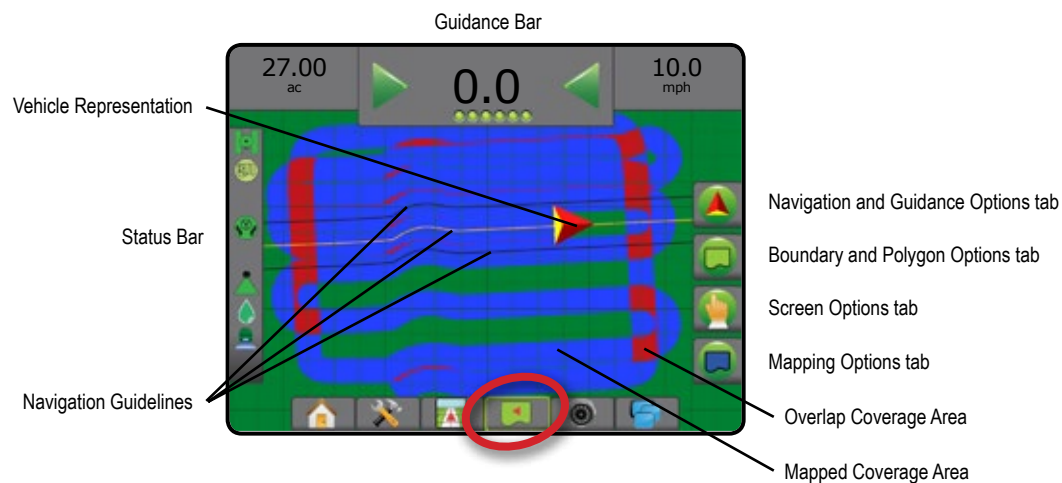 Guidance Bar
27.00
ac
0.0
10.0
mph
Vehicle Representation
Status Bar
Navigation Guidelines
Navigation and Guidance Options tab
Boundary and Polygon Options tab
Screen Options tab
Mapping Options tab
Overlap Coverage Area
Mapped Coverage Area